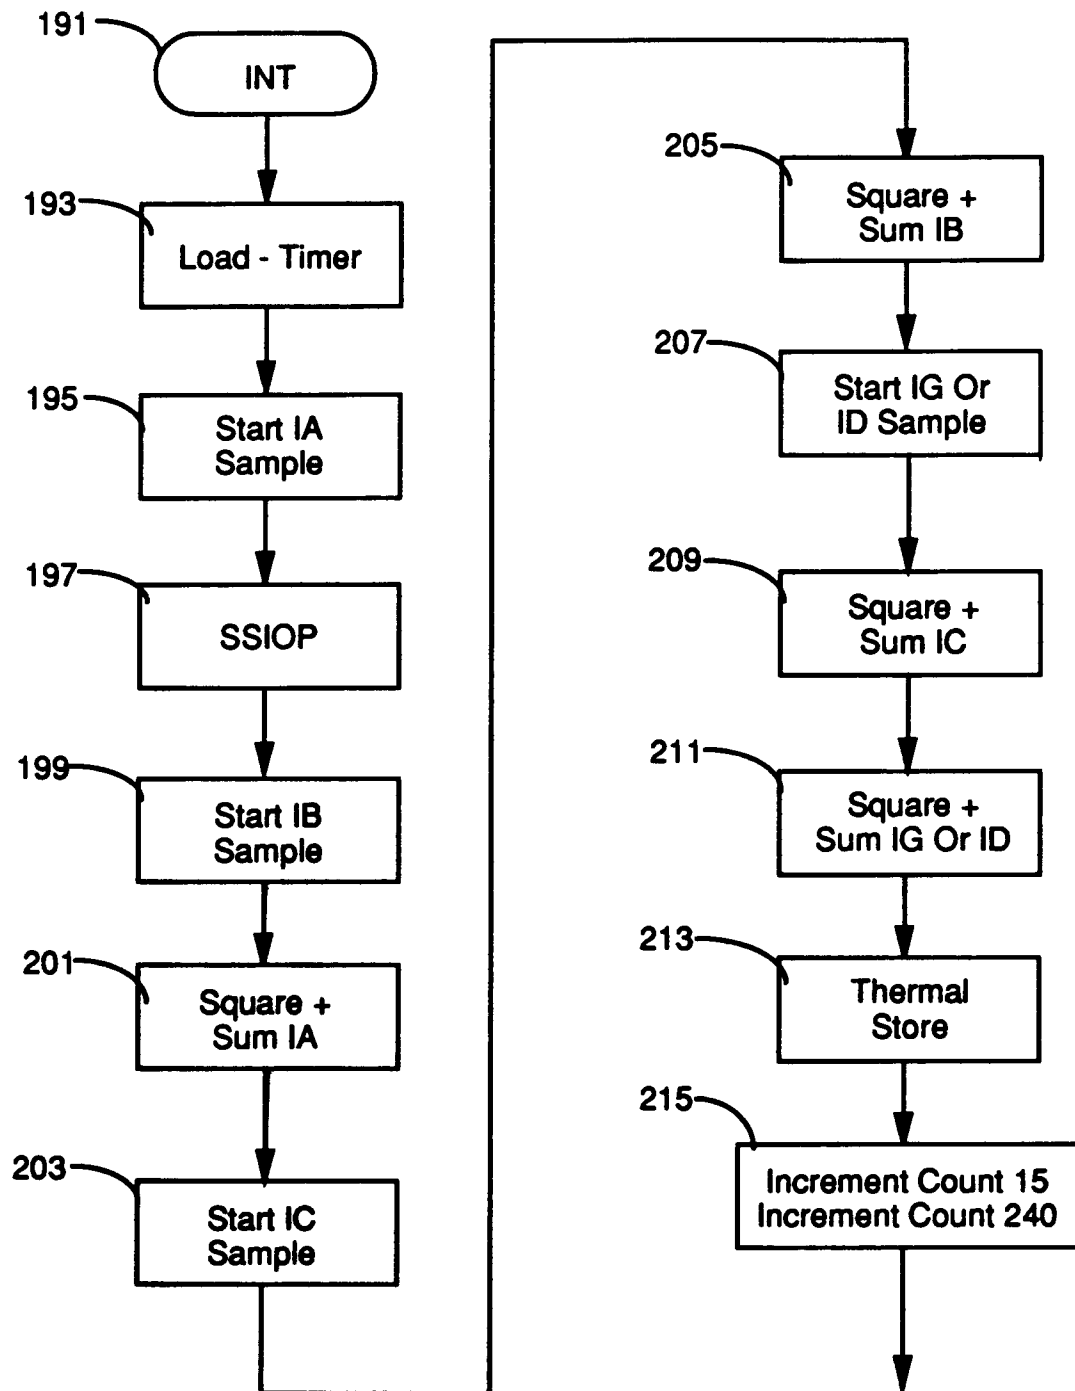 191
INT
193
Load - Timer
195
Start IA
Sample
197
SSIOP
199
Start IB
Sample
201
Square +
Sum IA
203
Start IC
Sample
205
Square +
Sum IB
207
Start IG Or
ID Sample
209
Square +
Sum IC
211
Square +
Sum IG Or ID
213
Thermal
Store
215
Increment Count 15
Increment Count 240